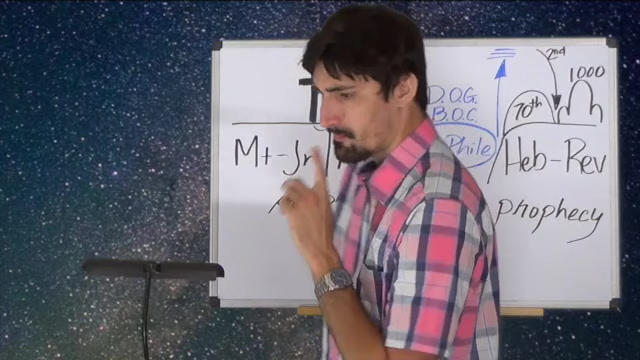 2nd
1000
D.O.G.
B.O.C.
70th
Mt-Jn
Phile
Heb-Rev
prophecy